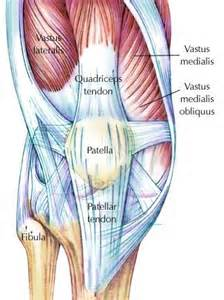 Vastus
lateralis
Vastus
medialis
Quadriceps
tendon
Vastus
medialis
obliquus
Patella
Patellar
tendon
Fibula